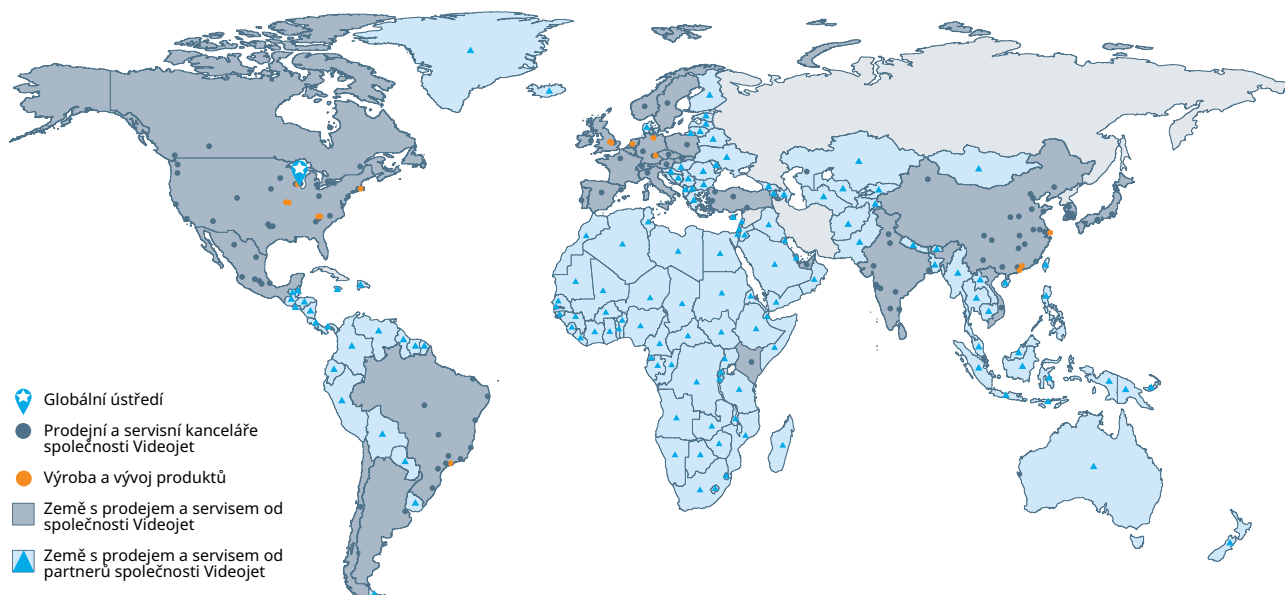 Globální ústředí
Prodejní a servisní kanceláře
společnosti Videojet
Výroba a vývoj produktů
Země s prodejem a servisem od
společnosti Videojet
Země s prodejem a servisem od
partnerů společnosti Videojet